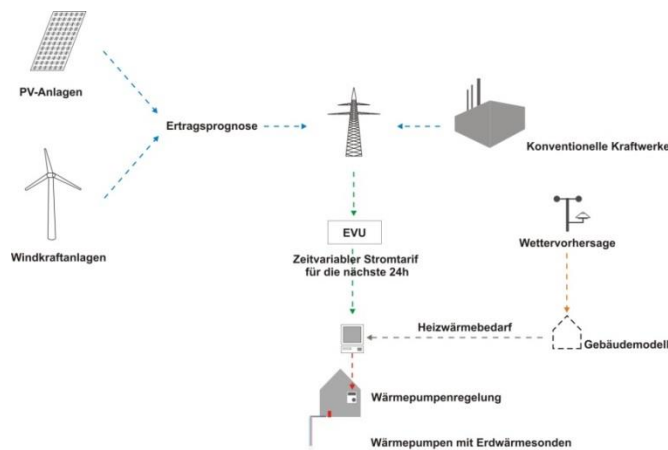 PV-Anlagen
Ertragsprognose
Konventionelle Kraftwerke
Windkraftanlagen
EVU
Zeitvariabler Stromtarif
für die nächste 24h
Wettervorhersage
Heizwärmebedarf
Gebäudemodell
Wärmepumpenregelung
Wärmepumpen mit Erdwärmesonden